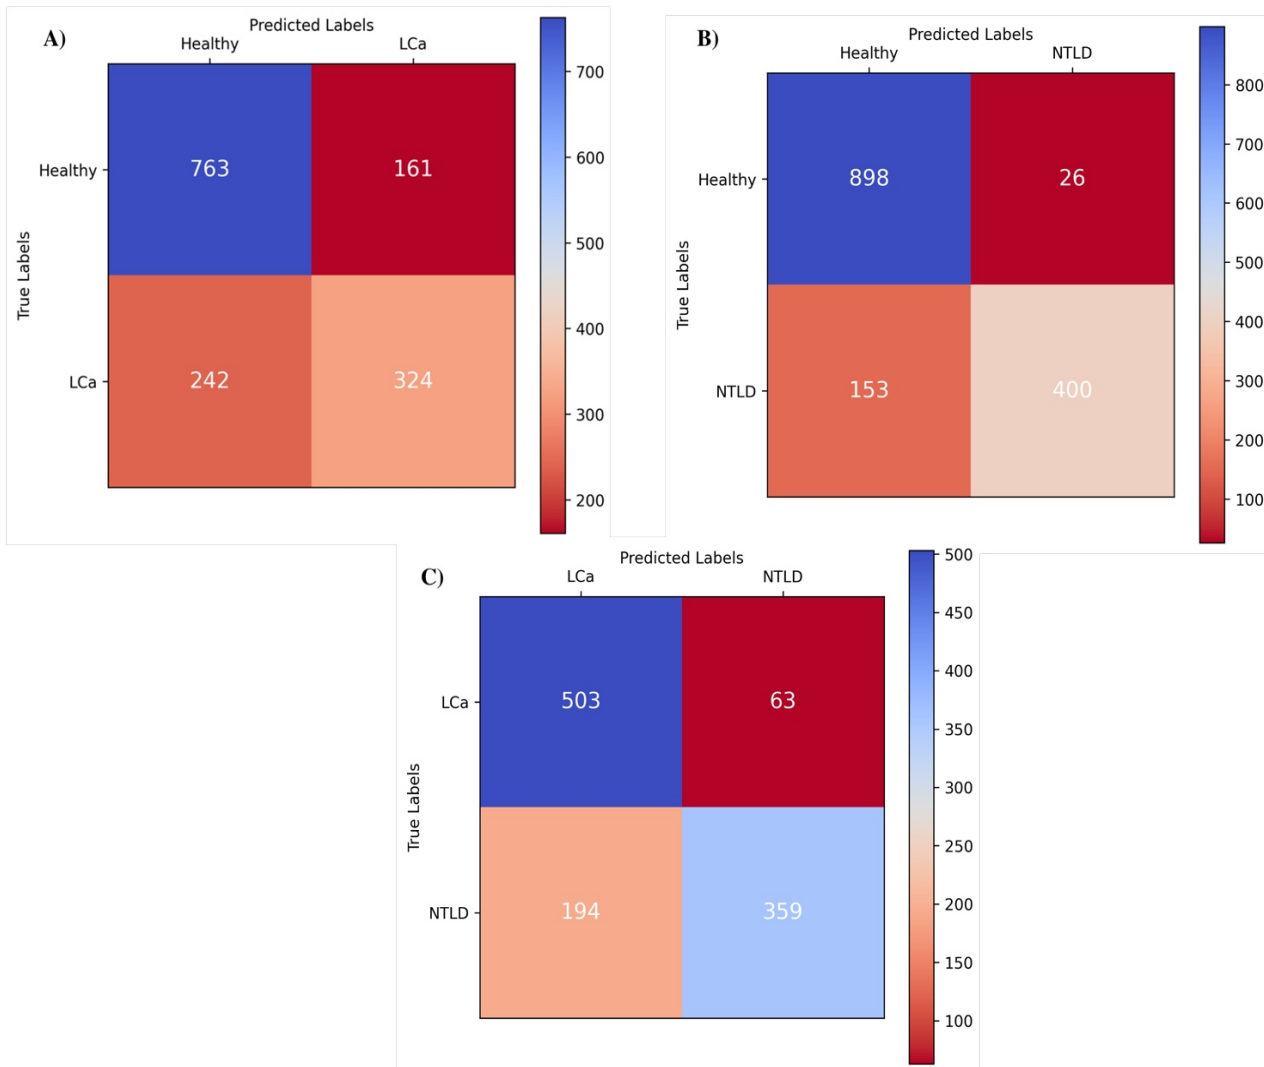 A)
Predicted Labels
Healthy LCa
True Labels
Healthy 763 161
LCa 242 324
700
600
500
400
300
200
B)
Predicted Labels
Healthy NTLD
True Labels
Healthy 898 26
NTLD 153 400
800
700
600
500
400
300
200
100
C)
Predicted Labels
LCa NTLD
True Labels
LCa 503 63
NTLD 194 359
500
450
400
350
300
250
200
150
100